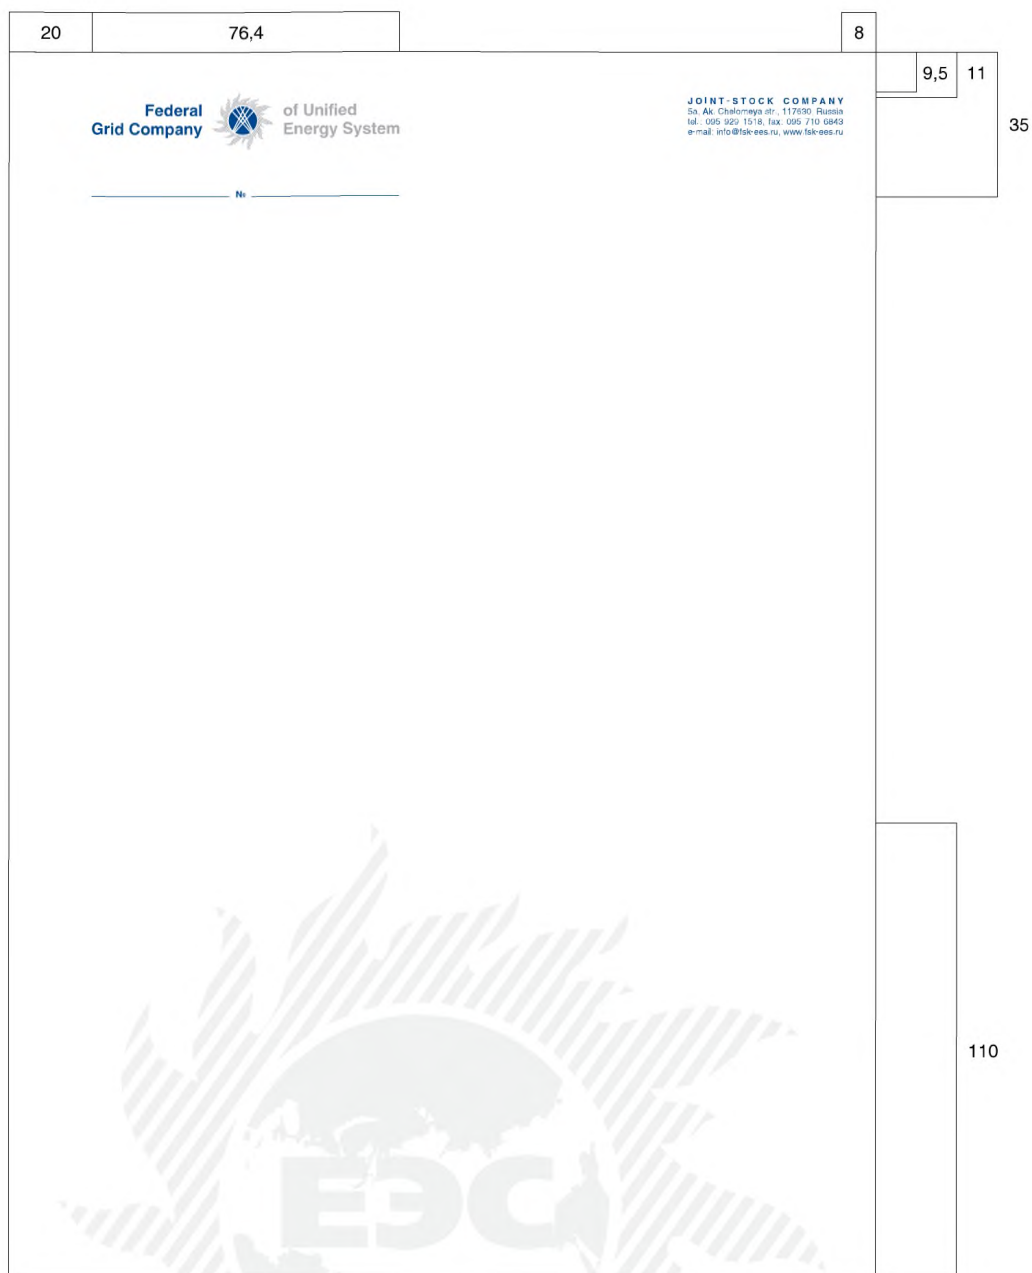 20
76,4
8
9,5
11
35
Federal
Grid Company
of Unified
Energy System
JOINT-STOCK COMPANY
5a, Ak. Chelomeya str., 117630, Russia
tel.: 095 929 1518, fax: 095 710 6843
e-mail: info@fsk-ees.ru, www.fsk-ees.ru
№
110
ЕЭС